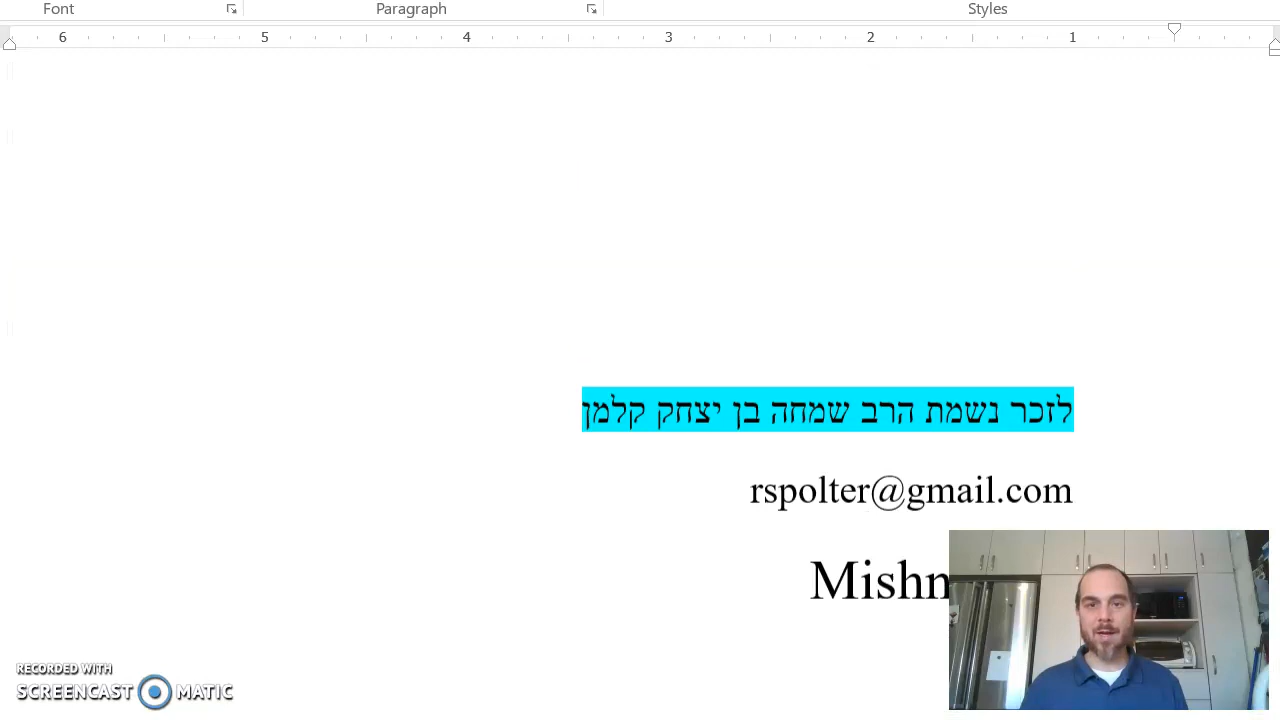 Font Paragraph Styles
6 5 4 3 2 1
לזכר נשמת הרב שמחה בן יצחק קלמן
rspolter@gmail.com
Mishn
RECORDED WITH
SCREENCAST MATIC